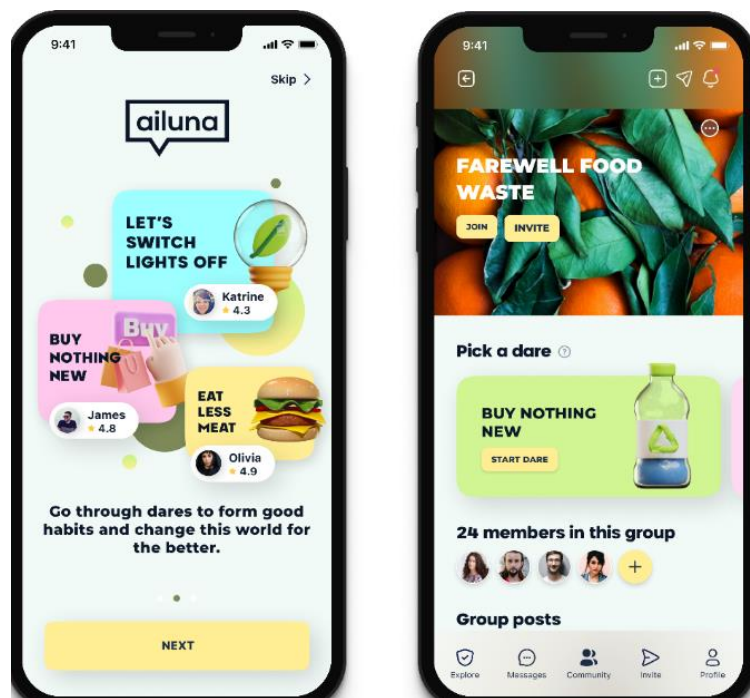 9:41
Skip >
ailuna
LET'S
SWITCH
LIGHTS OFF
Katrine
★ 4.3
Buy
BUY
NOTHING
NEW
James
★ 4.8
EAT
LESS
MEAT
Olivia
★ 4.9
Go through dares to form good
habits and change this world for
the better.
NEXT
9:41
FAREWELL FOOD
WASTE
JOIN INVITE
Pick a dare ?
BUY NOTHING
NEW
START DARE
24 members in this group
+
Group posts
Explore Messages Community Invite Profile